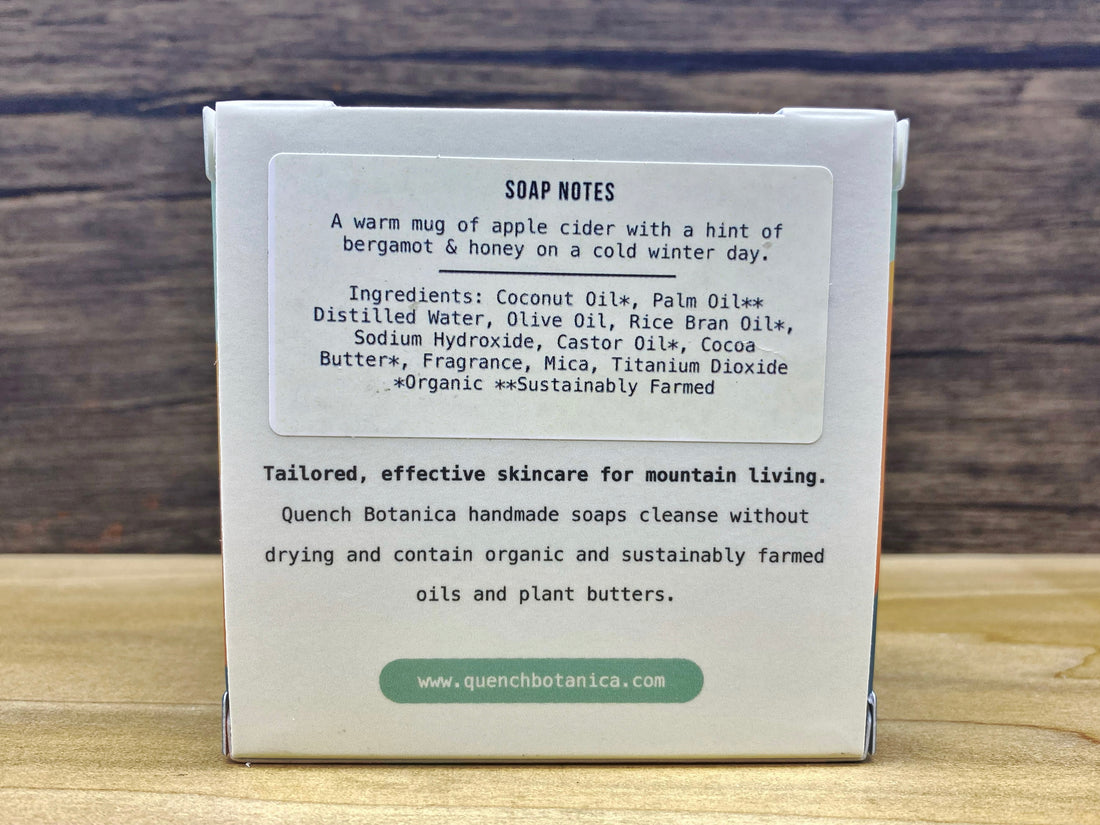 SOAP NOTES
A warm mug of apple cider with a hint of
bergamot & honey on a cold winter day.
Ingredients: Coconut Oil*, Palm Oil**
Distilled Water, Olive Oil, Rice Bran Oil*,
Sodium Hydroxide, Castor Oil*, Cocoa
Butter*, Fragrance, Mica, Titanium Dioxide
*Organic **Sustainably Farmed
Tailored, effective skincare for mountain living.
Quench Botanica handmade soaps cleanse without
drying and contain organic and sustainably farmed
oils and plant butters.
www.quenchbotanica.com